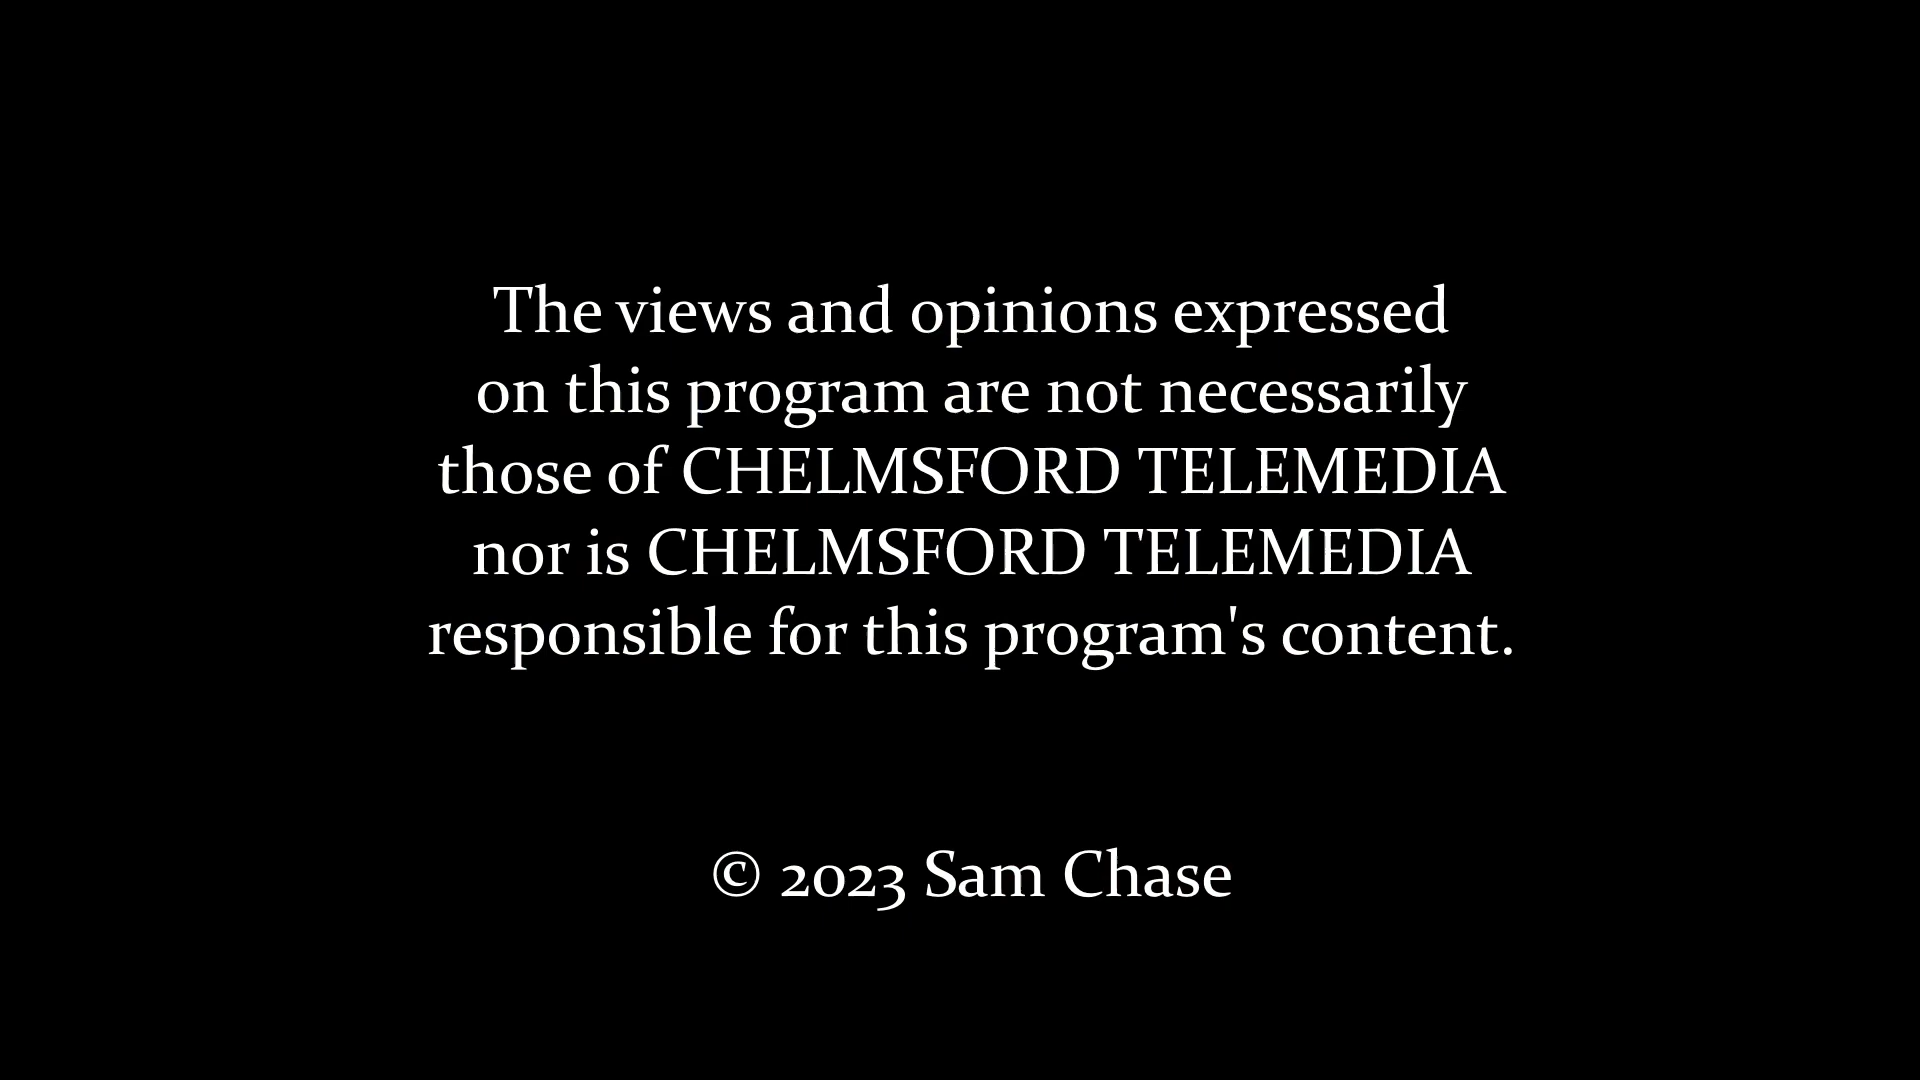 The views and opinions expressed
on this program are not necessarily
those of CHELMSFORD TELEMEDIA
nor is CHELMSFORD TELEMEDIA
responsible for this program's content.
© 2023 Sam Chase